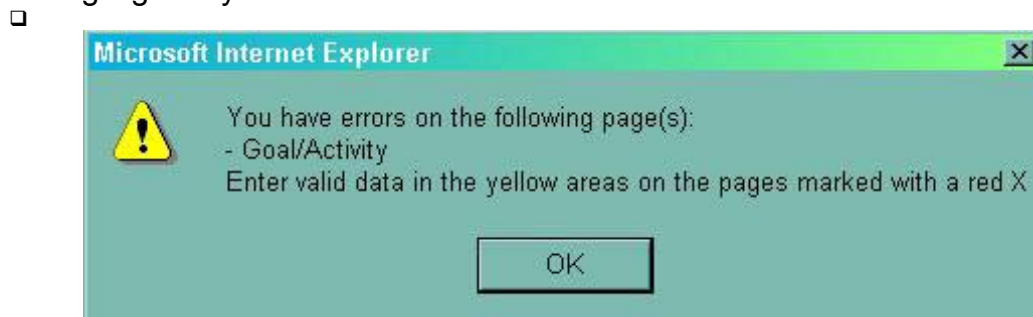 Microsoft Internet Explorer
You have errors on the following page(s):
- Goal/Activity
Enter valid data in the yellow areas on the pages marked with a red X
OK